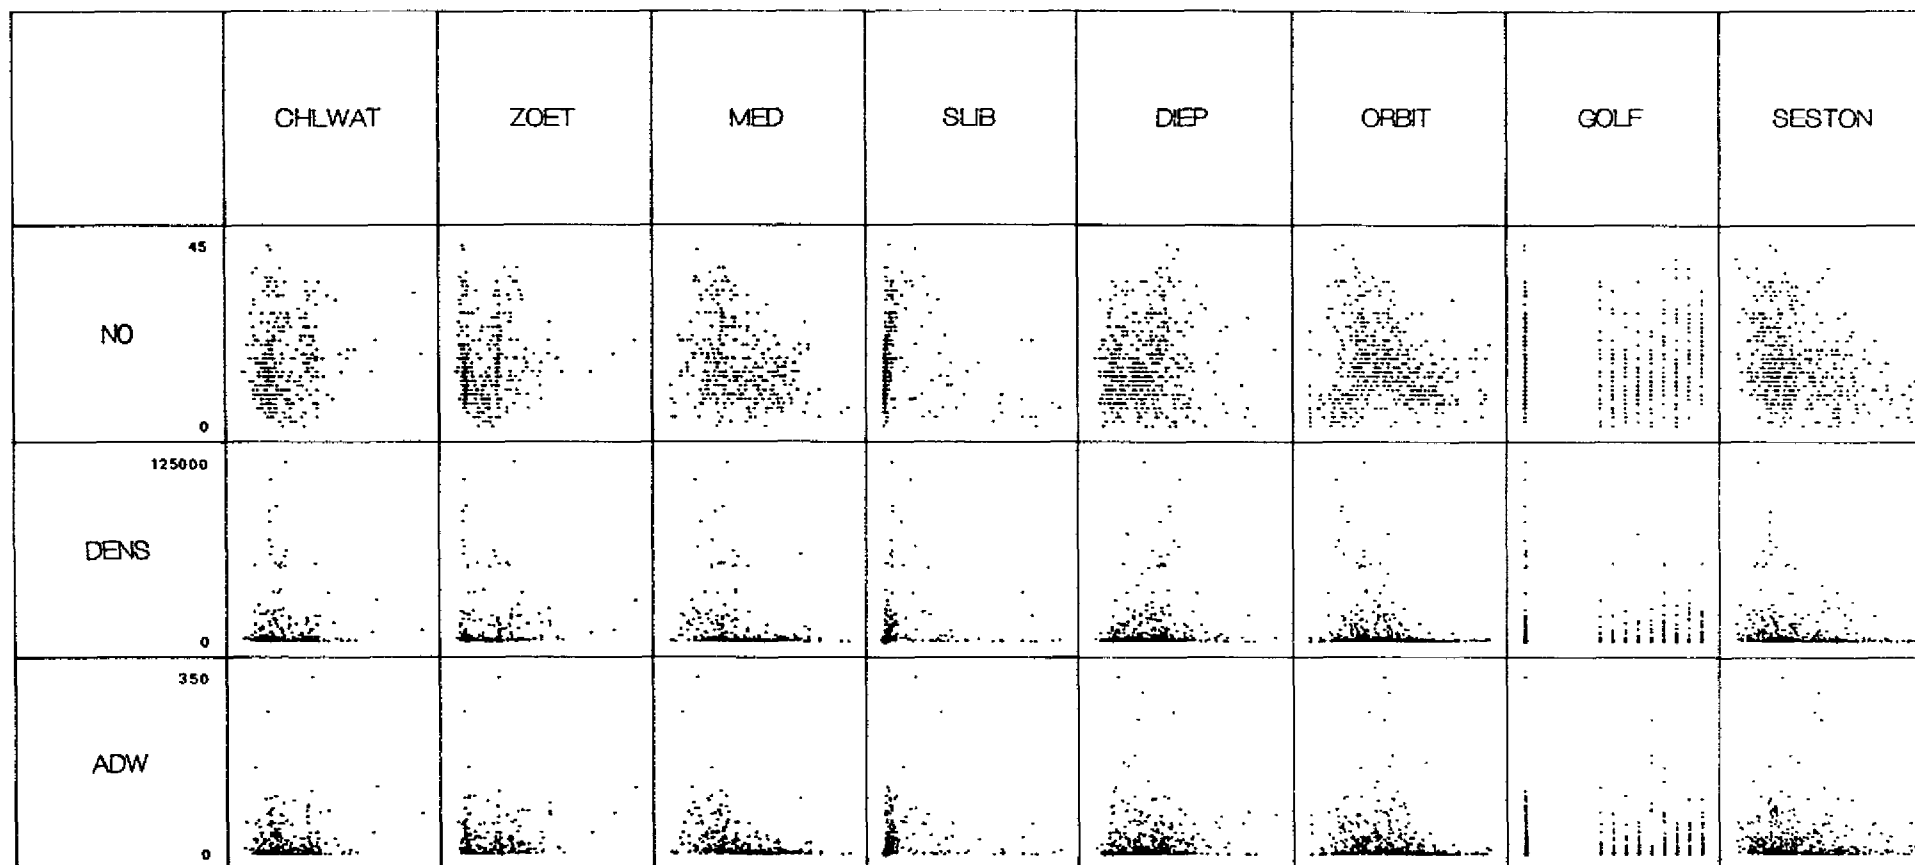 CHLWAT ZOET MED SLIB DIEP ORBIT GOLF SESTON
45
NO
0
125000
DENS
0
350
ADW
0